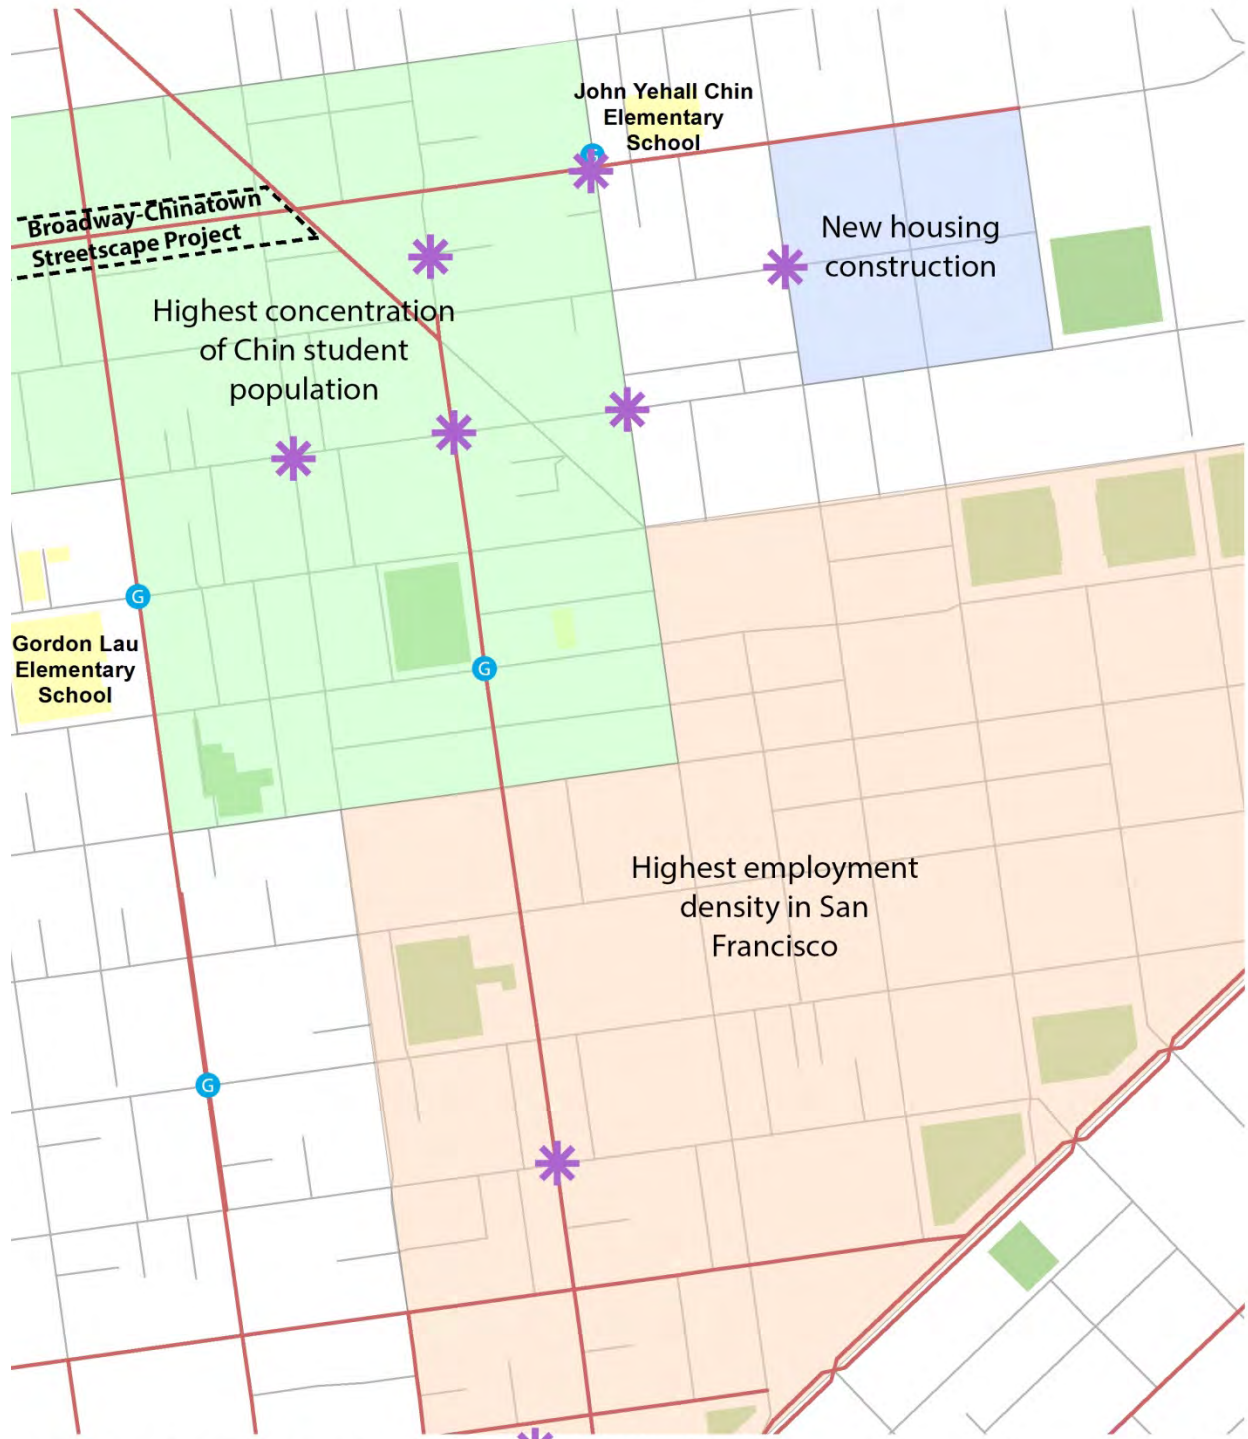 John Yehall Chin
Elementary
School
G
Broadway-Chinatown
Streetscape Project
New housing
construction
Highest concentration
of Chin student
population
G
Gordon Lau
Elementary
School
G
Highest employment
density in San
Francisco
G